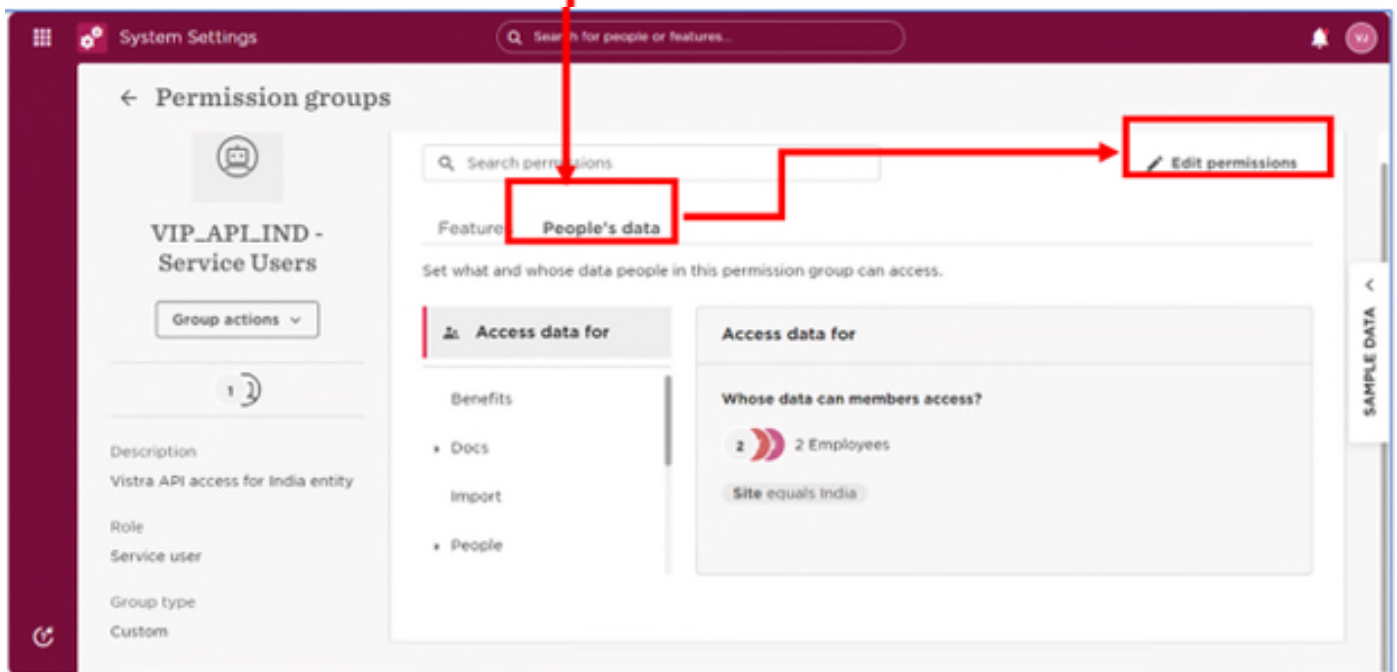 System Settings
Search for people or features...
VJ
Permission groups
Search permissions
Edit permissions
VIP_API_IND -
Service Users
Features
People's data
Set what and whose data people in this permission group can access.
Group actions
Access data for
Access data for
1
Benefits
Whose data can members access?
Docs
2
2 Employees
Import
Site equals India
People
Description
Vistra API access for India entity
Role
Service user
Group type
Custom
SAMPLE DATA